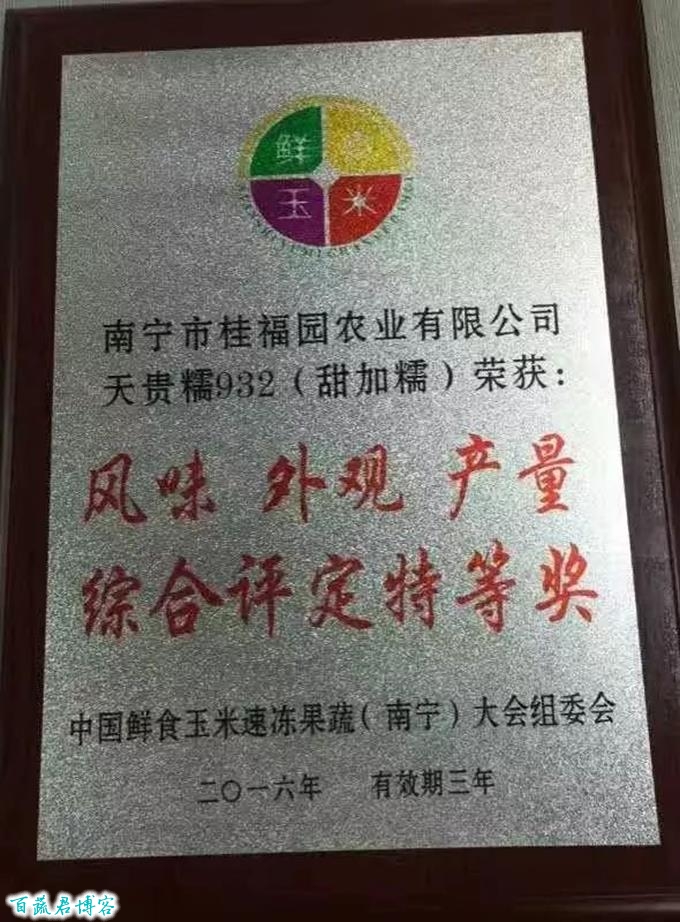 鲜
玉 米
南宁市桂福园农业有限公司
天贵糯932（甜加糯）荣获：
风味 外观 产量
综合评定特等奖
中国鲜食玉米速冻果蔬（南宁）大会组委会
二〇一六年 有效期三年
百蔬君博客